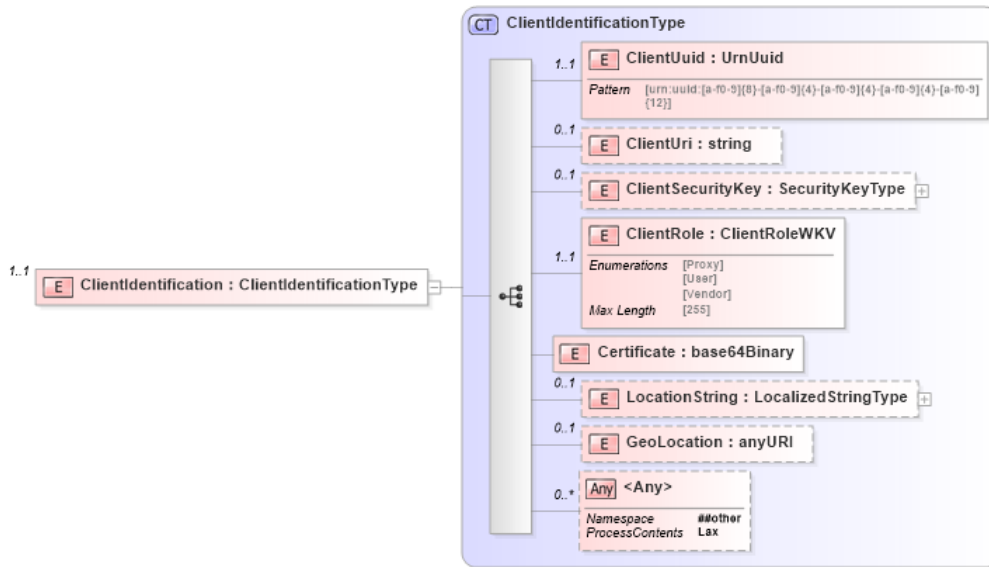 CT ClientIdentificationType
1..1
E ClientUuid : UrnUuid
Pattern [urn:uuid:[a-f0-9]{8}-[a-f0-9]{4}-[a-f0-9]{4}-[a-f0-9]{4}-[a-f0-9]
{12}]
0..1
E ClientUri : string
0..1
E ClientSecurityKey : SecurityKeyType
1..1
E ClientRole : ClientRoleWKV
Enumerations [Proxy]
[User]
[Vendor]
Max Length [255]
1..1
E ClientIdentification : ClientIdentificationType
E Certificate : base64Binary
0..1
E LocationString : LocalizedStringType
0..1
E GeoLocation : anyURI
0..*
Any <Any>
Namespace ##other
ProcessContents Lax